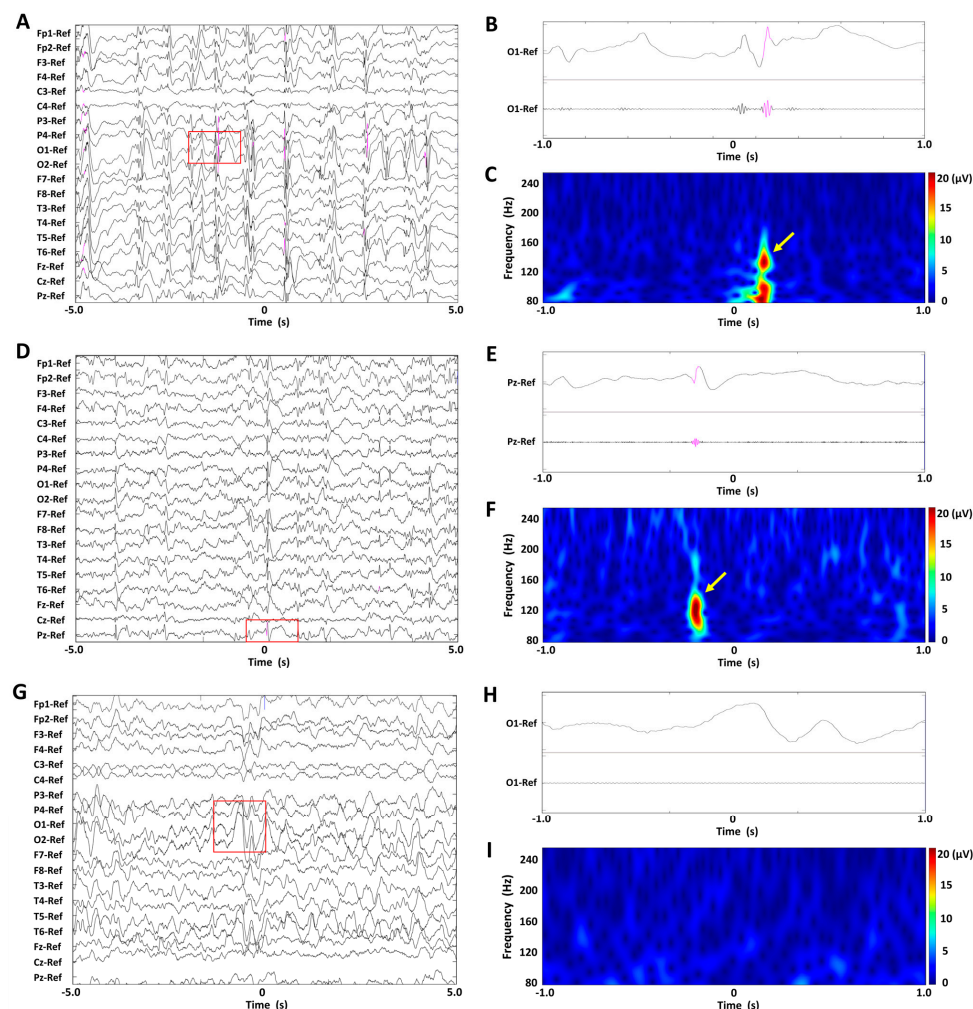 A
Fp1-Ref
Fp2-Ref
F3-Ref
F4-Ref
C3-Ref
C4-Ref
P3-Ref
P4-Ref
O1-Ref
O2-Ref
F7-Ref
F8-Ref
T3-Ref
T4-Ref
T5-Ref
T6-Ref
Fz-Ref
Cz-Ref
Pz-Ref
-5.0 0 5.0
Time (s)
B
O1-Ref
O1-Ref
-1.0 0 1.0
Time (s)
C
Frequency (Hz)
240
200
160
120
80
-1.0 0 1.0
Time (s)
20 (µV)
15
10
5
0
D
Fp1-Ref
Fp2-Ref
F3-Ref
F4-Ref
C3-Ref
C4-Ref
P3-Ref
P4-Ref
O1-Ref
O2-Ref
F7-Ref
F8-Ref
T3-Ref
T4-Ref
T5-Ref
T6-Ref
Fz-Ref
Cz-Ref
Pz-Ref
-5.0 0 5.0
Time (s)
E
Pz-Ref
Pz-Ref
-1.0 0 1.0
Time (s)
F
Frequency (Hz)
240
200
160
120
80
-1.0 0 1.0
Time (s)
20 (µV)
15
10
5
0
G
Fp1-Ref
Fp2-Ref
F3-Ref
F4-Ref
C3-Ref
C4-Ref
P3-Ref
P4-Ref
O1-Ref
O2-Ref
F7-Ref
F8-Ref
T3-Ref
T4-Ref
T5-Ref
T6-Ref
Fz-Ref
Cz-Ref
Pz-Ref
-5.0 0 5.0
Time (s)
H
O1-Ref
O1-Ref
-1.0 0 1.0
Time (s)
I
Frequency (Hz)
240
200
160
120
80
-1.0 0 1.0
Time (s)
20 (µV)
15
10
5
0